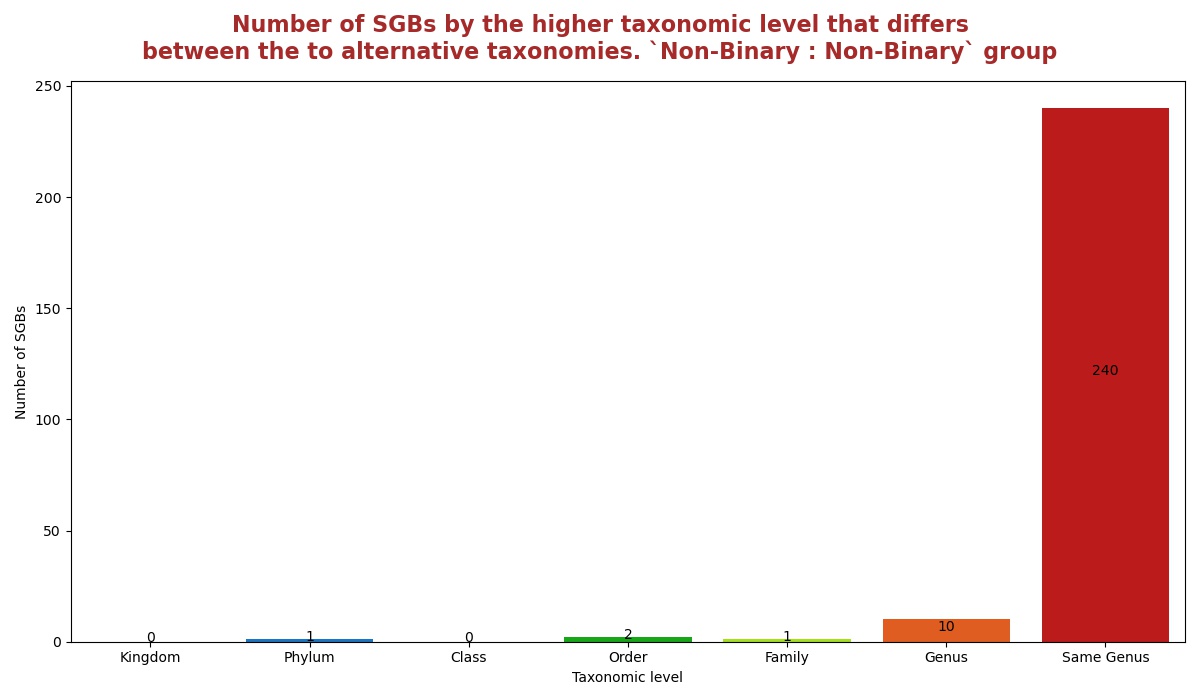 Number of SGBs by the higher taxonomic level that differs
between the to alternative taxonomies. `Non-Binary : Non-Binary` group
250
200
150
100
50
0
Number of SGBs
0
1
0
2
1
10
240
Kingdom
Phylum
Class
Order
Family
Genus
Same Genus
Taxonomic level